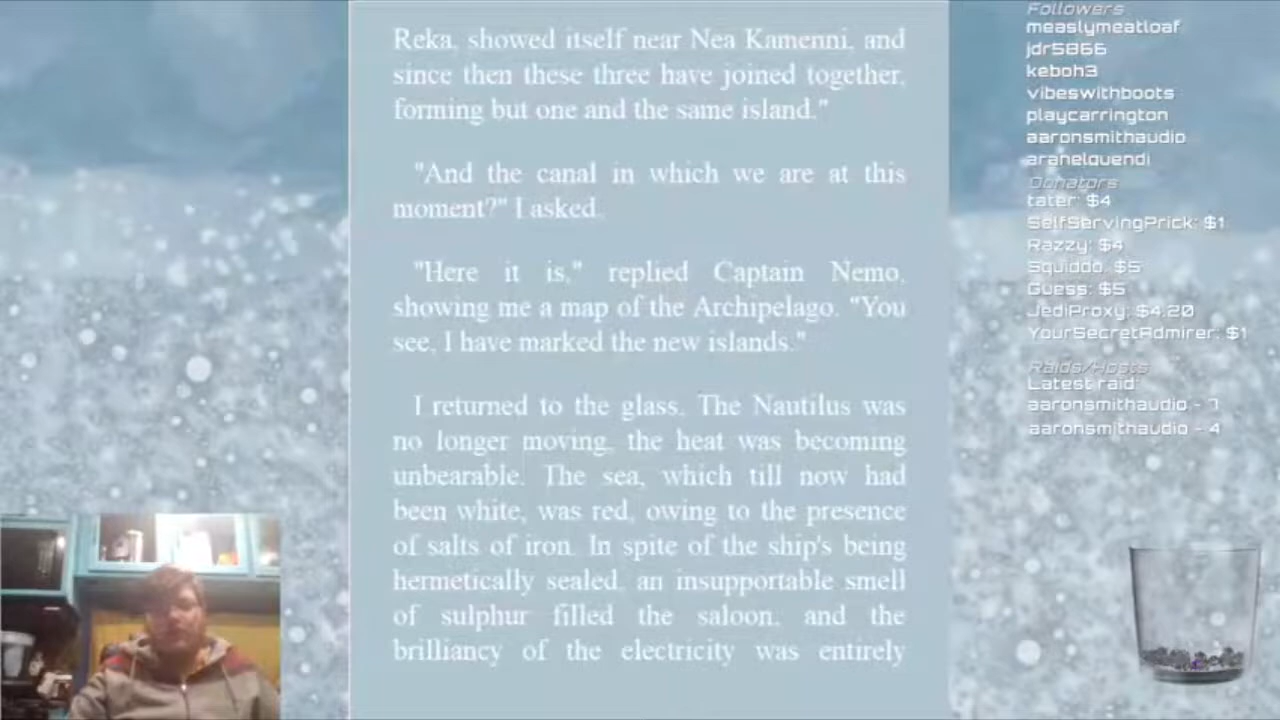 Reka, showed itself near Nea Kamenni, and
since then these three have joined together,
forming but one and the same island."
"And the canal in which we are at this
moment?" I asked.
"Here it is," replied Captain Nemo,
showing me a map of the Archipelago. "You
see, I have marked the new islands."
I returned to the glass. The Nautilus was
no longer moving, the heat was becoming
unbearable. The sea, which till now had
been white, was red, owing to the presence
of salts of iron. In spite of the ship's being
hermetically sealed, an insupportable smell
of sulphur filled the saloon, and the
brilliancy of the electricity was entirely
Followers
measlymeatloaf
jdr5866
keboh3
vibeswithboots
playcarrington
aaronsmithaudio
aranelquendi
Donators
tater: $4
SelfServingPrick: $1
Razzy: $4
Squiddo: $5
Guess: $5
JediProxy: $4.20
YourSecretAdmirer: $1
Raids/Hosts
Latest raid:
aaronsmithaudio - 7
aaronsmithaudio - 4